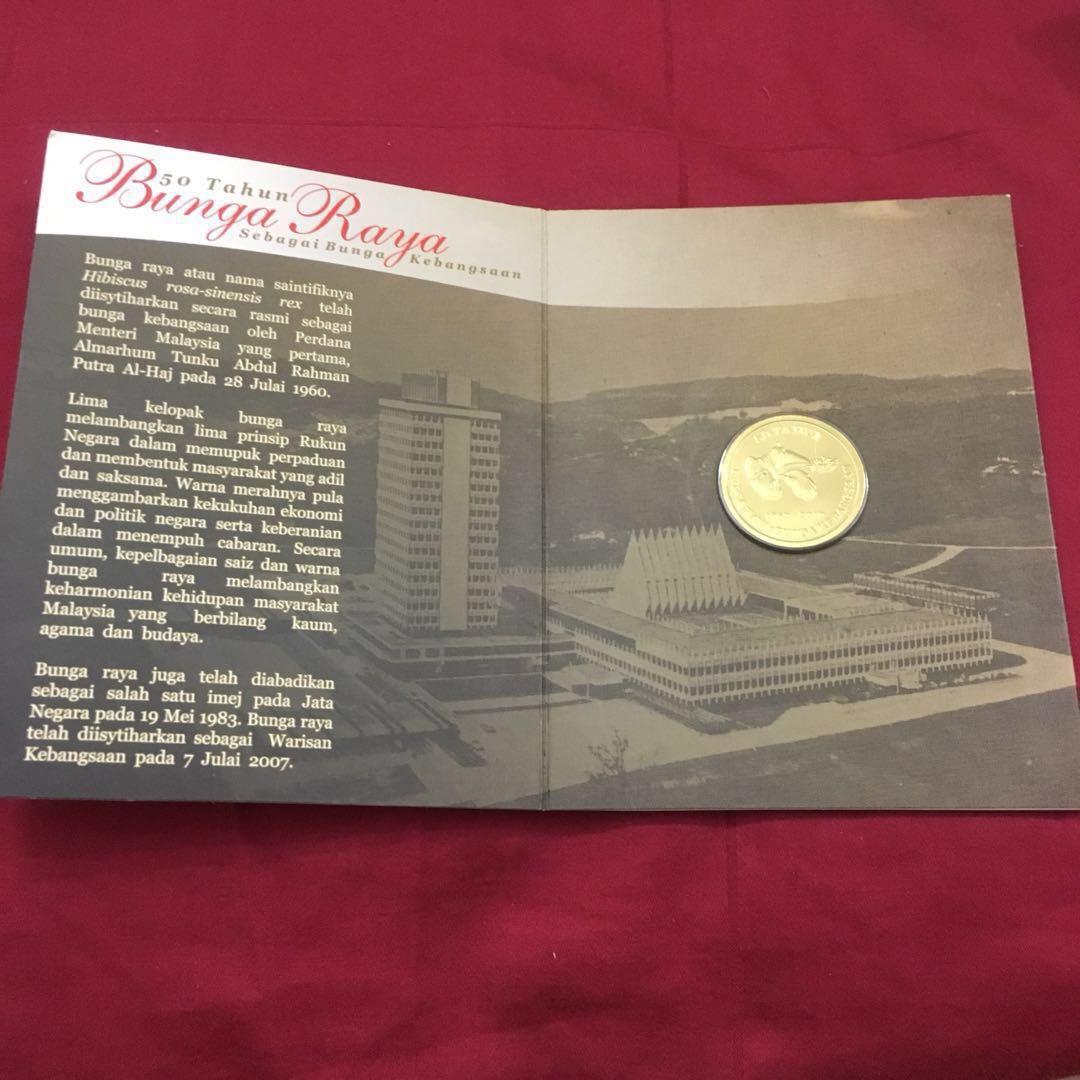 50 Tahun
Bunga Raya
Sebagai Bunga Kebangsaan
Bunga raya atau nama saintifiknya
Hibiscus rosa-sinensis rex telah
diisytiharkan secara rasmi sebagai
bunga kebangsaan oleh Perdana
Menteri Malaysia yang pertama,
Almarhum Tunku Abdul Rahman
Putra Al-Haj pada 28 Julai 1960.
Lima kelopak bunga raya
melambangkan lima prinsip Rukun
Negara dalam memupuk perpaduan
dan membentuk masyarakat yang adil
dan saksama. Warna merahnya pula
menggambarkan kekukuhan ekonomi
dan politik negara serta keberanian
dalam menempuh cabaran. Secara
umum, kepelbagaian saiz dan warna
bunga raya melambangkan
keharmonian kehidupan masyarakat
Malaysia yang berbilang kaum,
agama dan budaya.
Bunga raya juga telah diabadikan
sebagai salah satu imej pada Jata
Negara pada 19 Mei 1983. Bunga raya
telah diisytiharkan sebagai Warisan
Kebangsaan pada 7 Julai 2007.
50 TAHUN